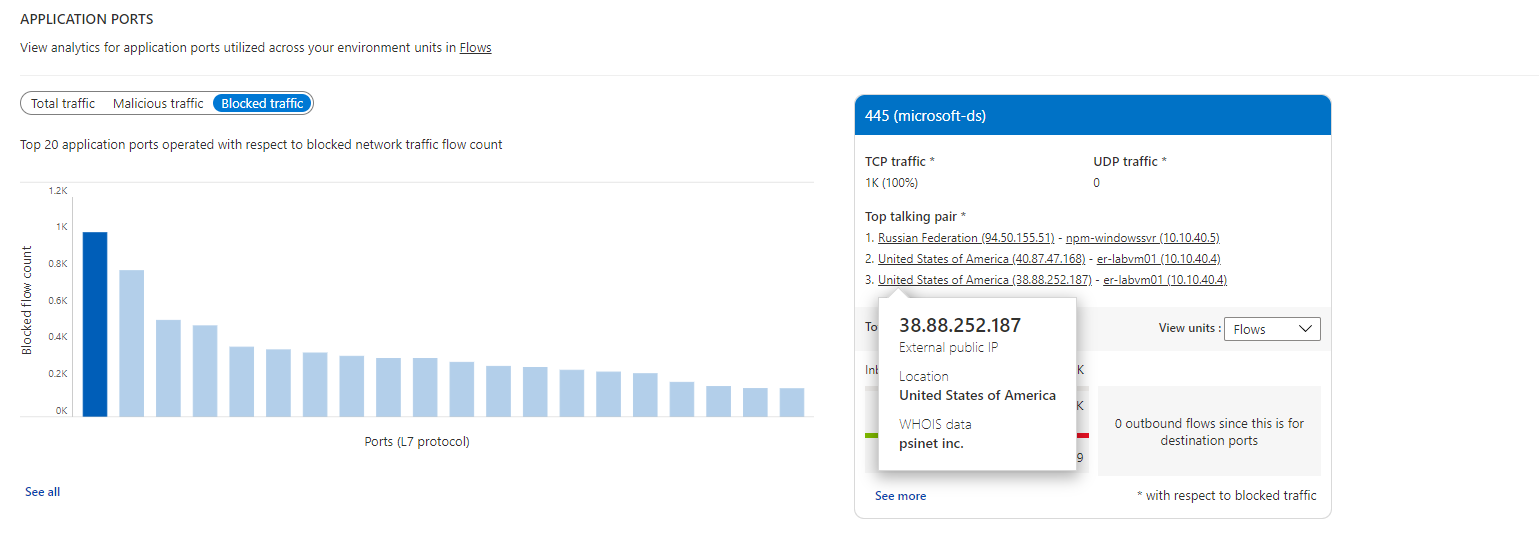 APPLICATION PORTS
View analytics for application ports utilized across your environment units in Flows
Total traffic Malicious traffic Blocked traffic
Top 20 application ports operated with respect to blocked network traffic flow count
1.2K
1K
0.8K
0.6K
0.4K
0.2K
0K
Blocked flow count
Ports (L7 protocol)
See all
445 (microsoft-ds)
TCP traffic * UDP traffic *
1K (100%) 0
Top talking pair *
1. Russian Federation (94.50.155.51) - npm-windowssvr (10.10.40.5)
2. United States of America (40.87.47.168) - er-labvm01 (10.10.40.4)
3. United States of America (38.88.252.187) - er-labvm01 (10.10.40.4)
View units : Flows
38.88.252.187
External public IP
Location
United States of America
WHOIS data
psinet inc.
K
K
9
0 outbound flows since this is for
destination ports
See more
* with respect to blocked traffic